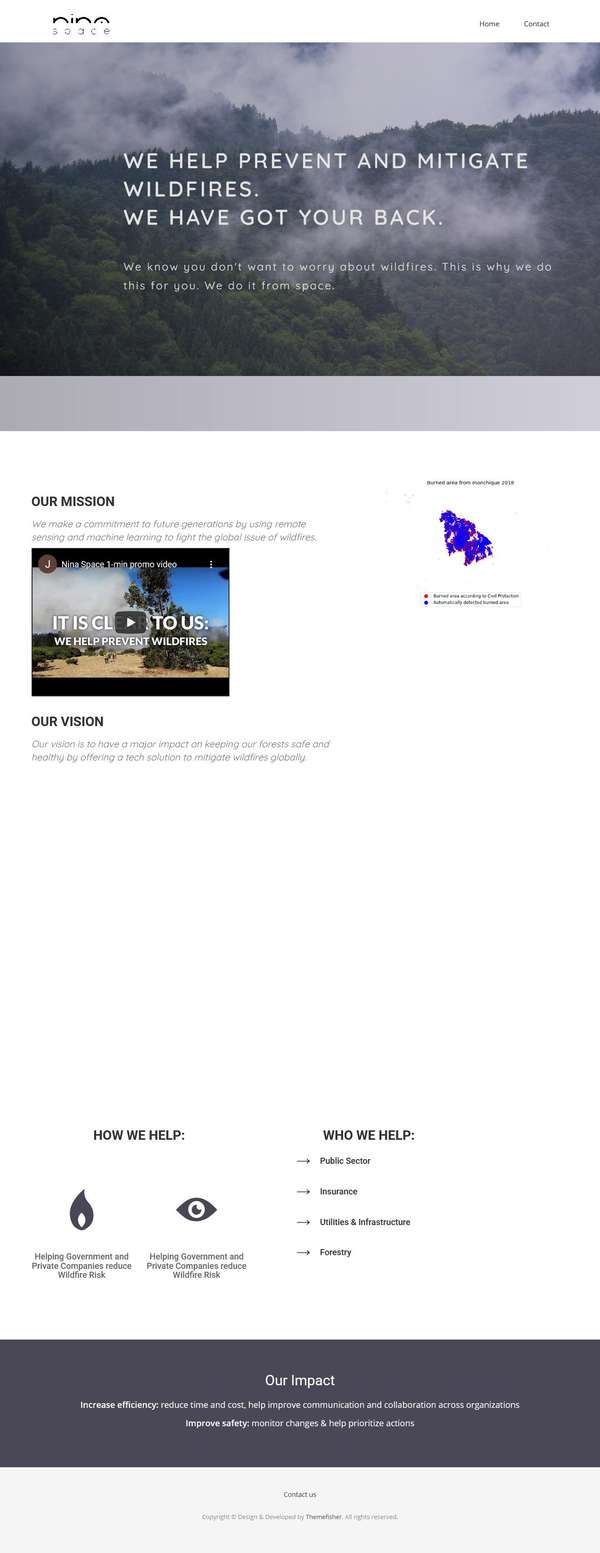 nina
space
Home
Contact
WE HELP PREVENT AND MITIGATE
WILDFIRES.
WE HAVE GOT YOUR BACK.
We know you don't want to worry about wildfires. This is why we do
this for you. We do it from space.
OUR MISSION
We make a commitment to future generations by using remote
sensing and machine learning to fight the global issue of wildfires.
J
Nina Space 1-min promo video
IT IS CLE TO US:
WE HELP PREVENT WILDFIRES
Burned area from monchique 2018
Burned area according to Civil Protection
Automatically detected burned area
OUR VISION
Our vision is to have a major impact on keeping our forests safe and
healthy by offering a tech solution to mitigate wildfires globally.
HOW WE HELP:
Helping Government and
Private Companies reduce
Wildfire Risk
Helping Government and
Private Companies reduce
Wildfire Risk
WHO WE HELP:
Public Sector
Insurance
Utilities & Infrastructure
Forestry
Our Impact
Increase efficiency: reduce time and cost, help improve communication and collaboration across organizations
Improve safety: monitor changes & help prioritize actions
Contact us
Copyright © Design & Developed by Themefisher. All rights reserved.